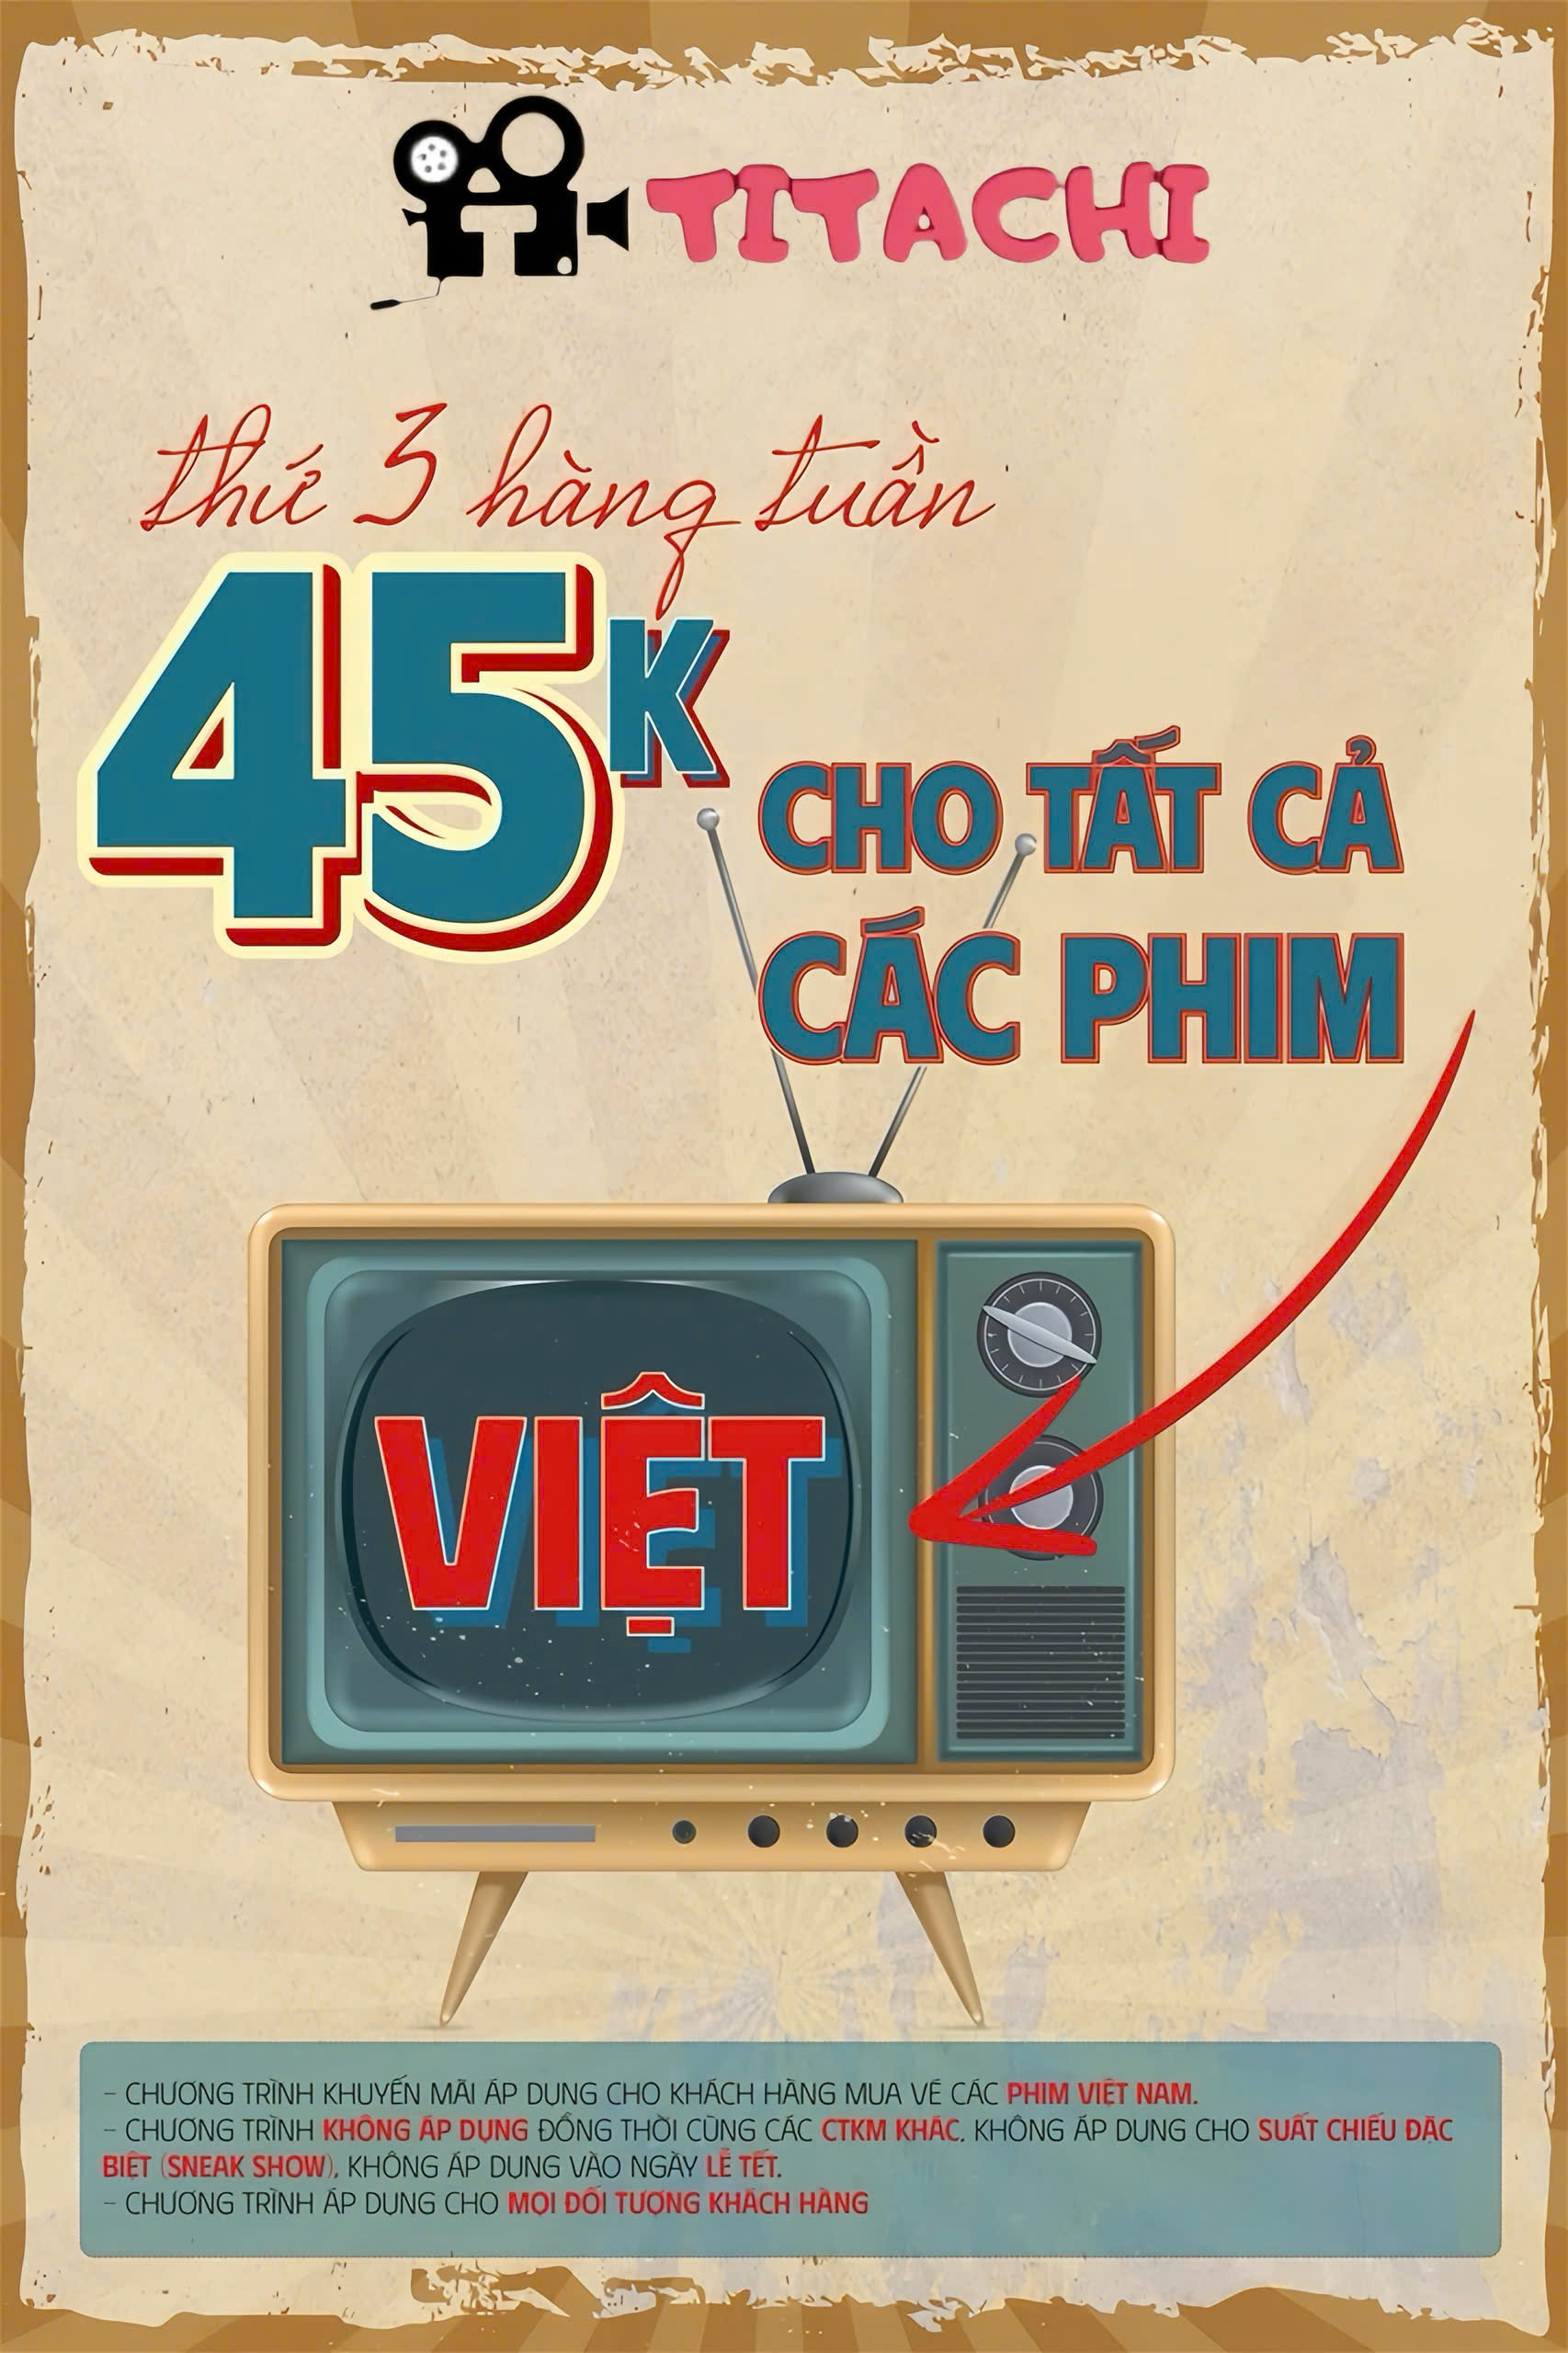 TITACHI
thứ 3 hàng tuần
45K
CHO TẤT CẢ
CÁC PHIM
VIỆT
- CHƯƠNG TRÌNH KHUYẾN MÃI ÁP DỤNG CHO KHÁCH HÀNG MUA VÉ CÁC PHIM VIỆT NAM.
- CHƯƠNG TRÌNH KHÔNG ÁP DỤNG ĐỒNG THỜI CÙNG CÁC CTKM KHÁC, KHÔNG ÁP DỤNG CHO SUẤT CHIẾU ĐẶC
BIỆT (SNEAK SHOW), KHÔNG ÁP DỤNG VÀO NGÀY LỄ TẾT.
- CHƯƠNG TRÌNH ÁP DỤNG CHO MỌI ĐỐI TƯỢNG KHÁCH HÀNG